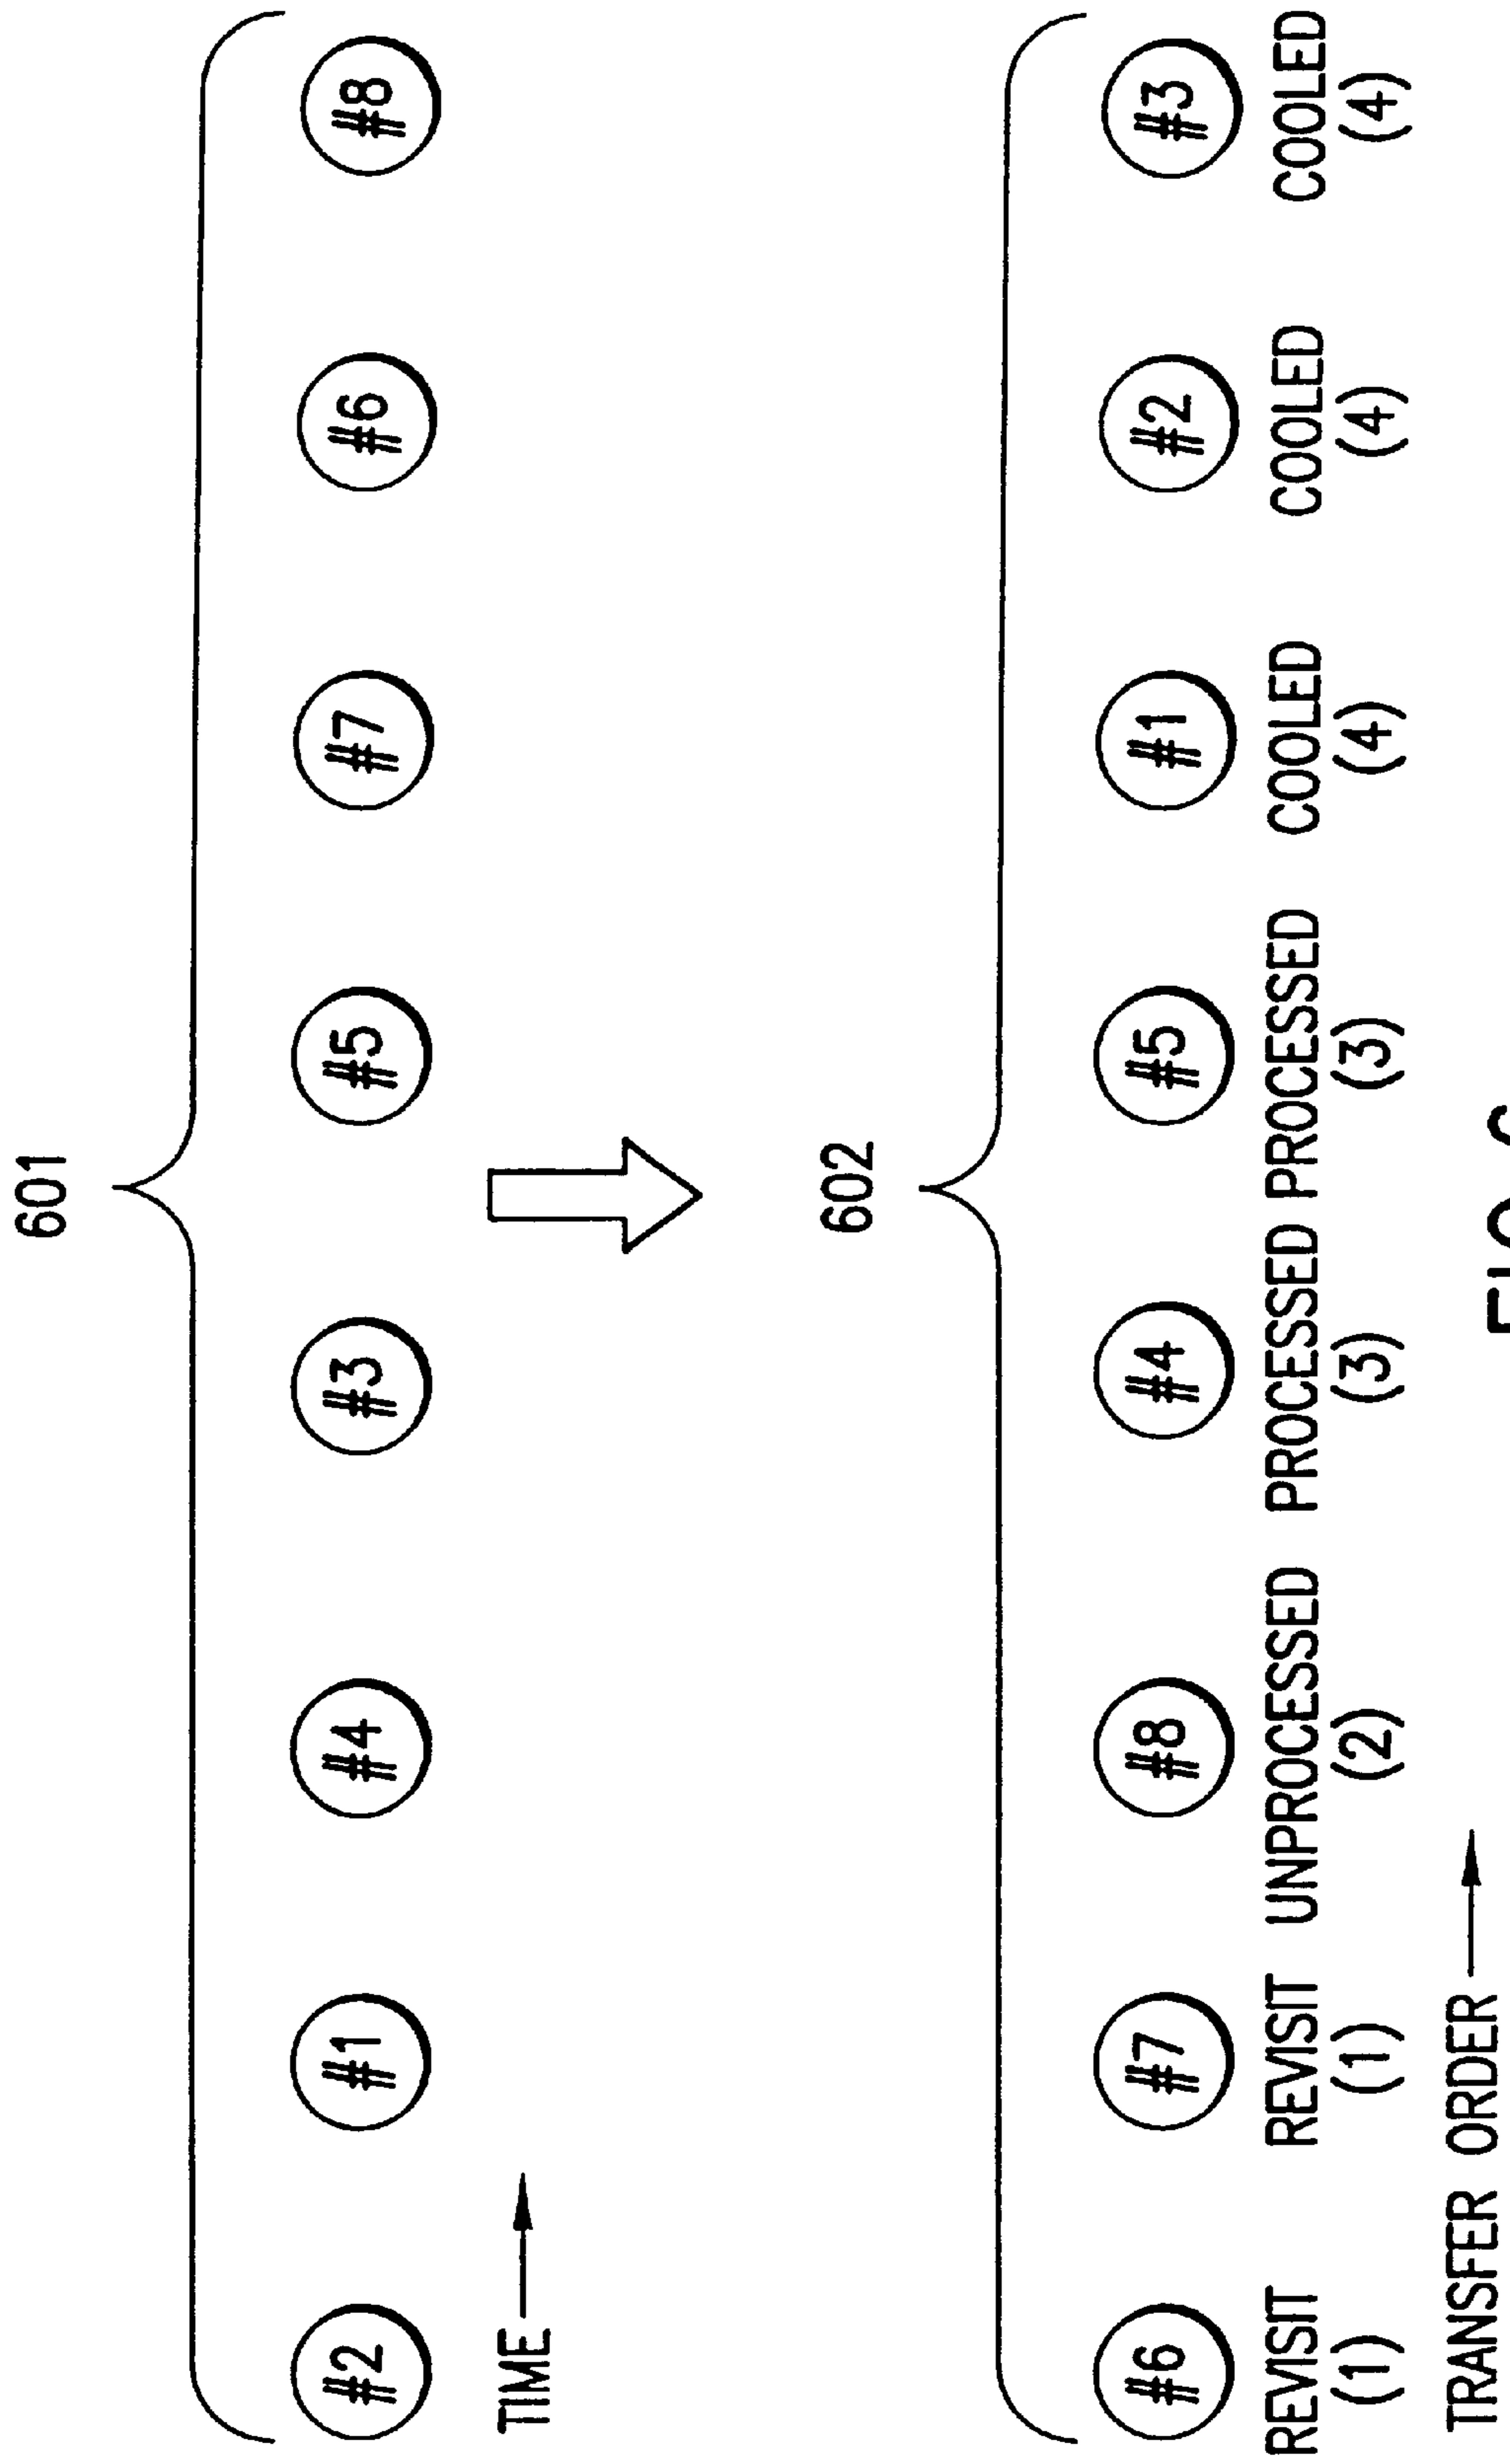 601
#2 #1 #4 #3 #5 #7 #6 #8
TIME
602
#6 #7 #8 #4 #5 #1 #2 #3
REVISIT REVISIT UNPROCESSED PROCESSED PROCESSED COOLED COOLED COOLED
(1) (1) (2) (3) (3) (4) (4) (4)
TRANSFER ORDER